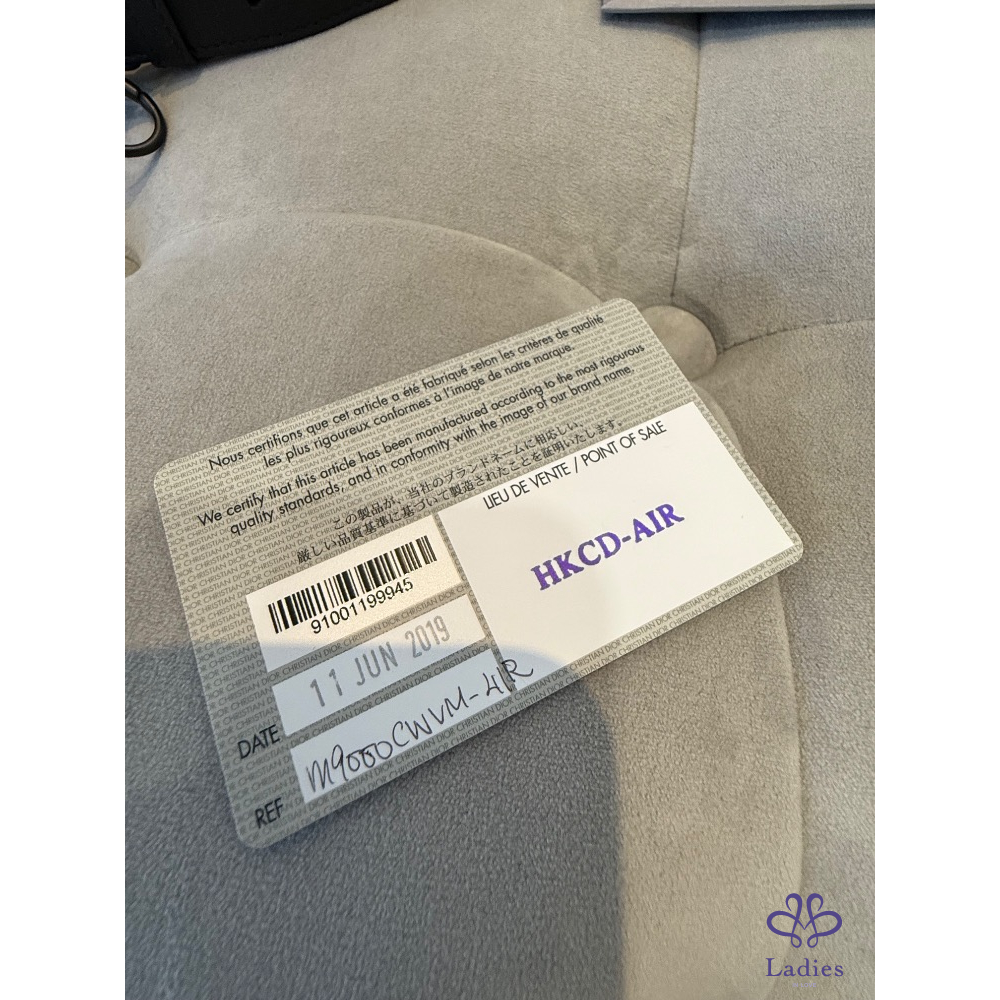 Nous certifions que cet article a été fabriqué selon les critères de qualité
les plus rigoureux conformes à l'image de notre marque.
We certify that this article has been manufactured according to the most rigourous
quality standards, and in conformity with the image of our brand name.
この製品が、当社のブランドネームに相応しい、
厳しい品質基準に基づいて製造されたことを証明いたします。
LIEU DE VENTE / POINT OF SALE
HKCD-AIR
91001199945
DATE 11 JUN 2019
REF M9000CWVM-
Ladies